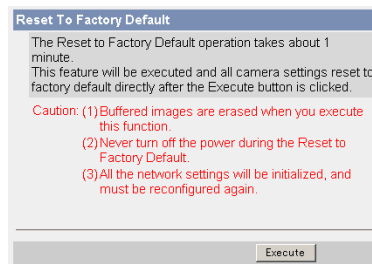 Reset To Factory Default
The Reset to Factory Default operation takes about 1
minute.
This feature will be executed and all camera settings reset to
factory default directly after the Execute button is clicked.
Caution: (1) Buffered images are erased when you execute
this function.
(2) Never turn off the power during the Reset to
Factory Default.
(3) All the network settings will be initialized, and
must be reconfigured again.
Execute